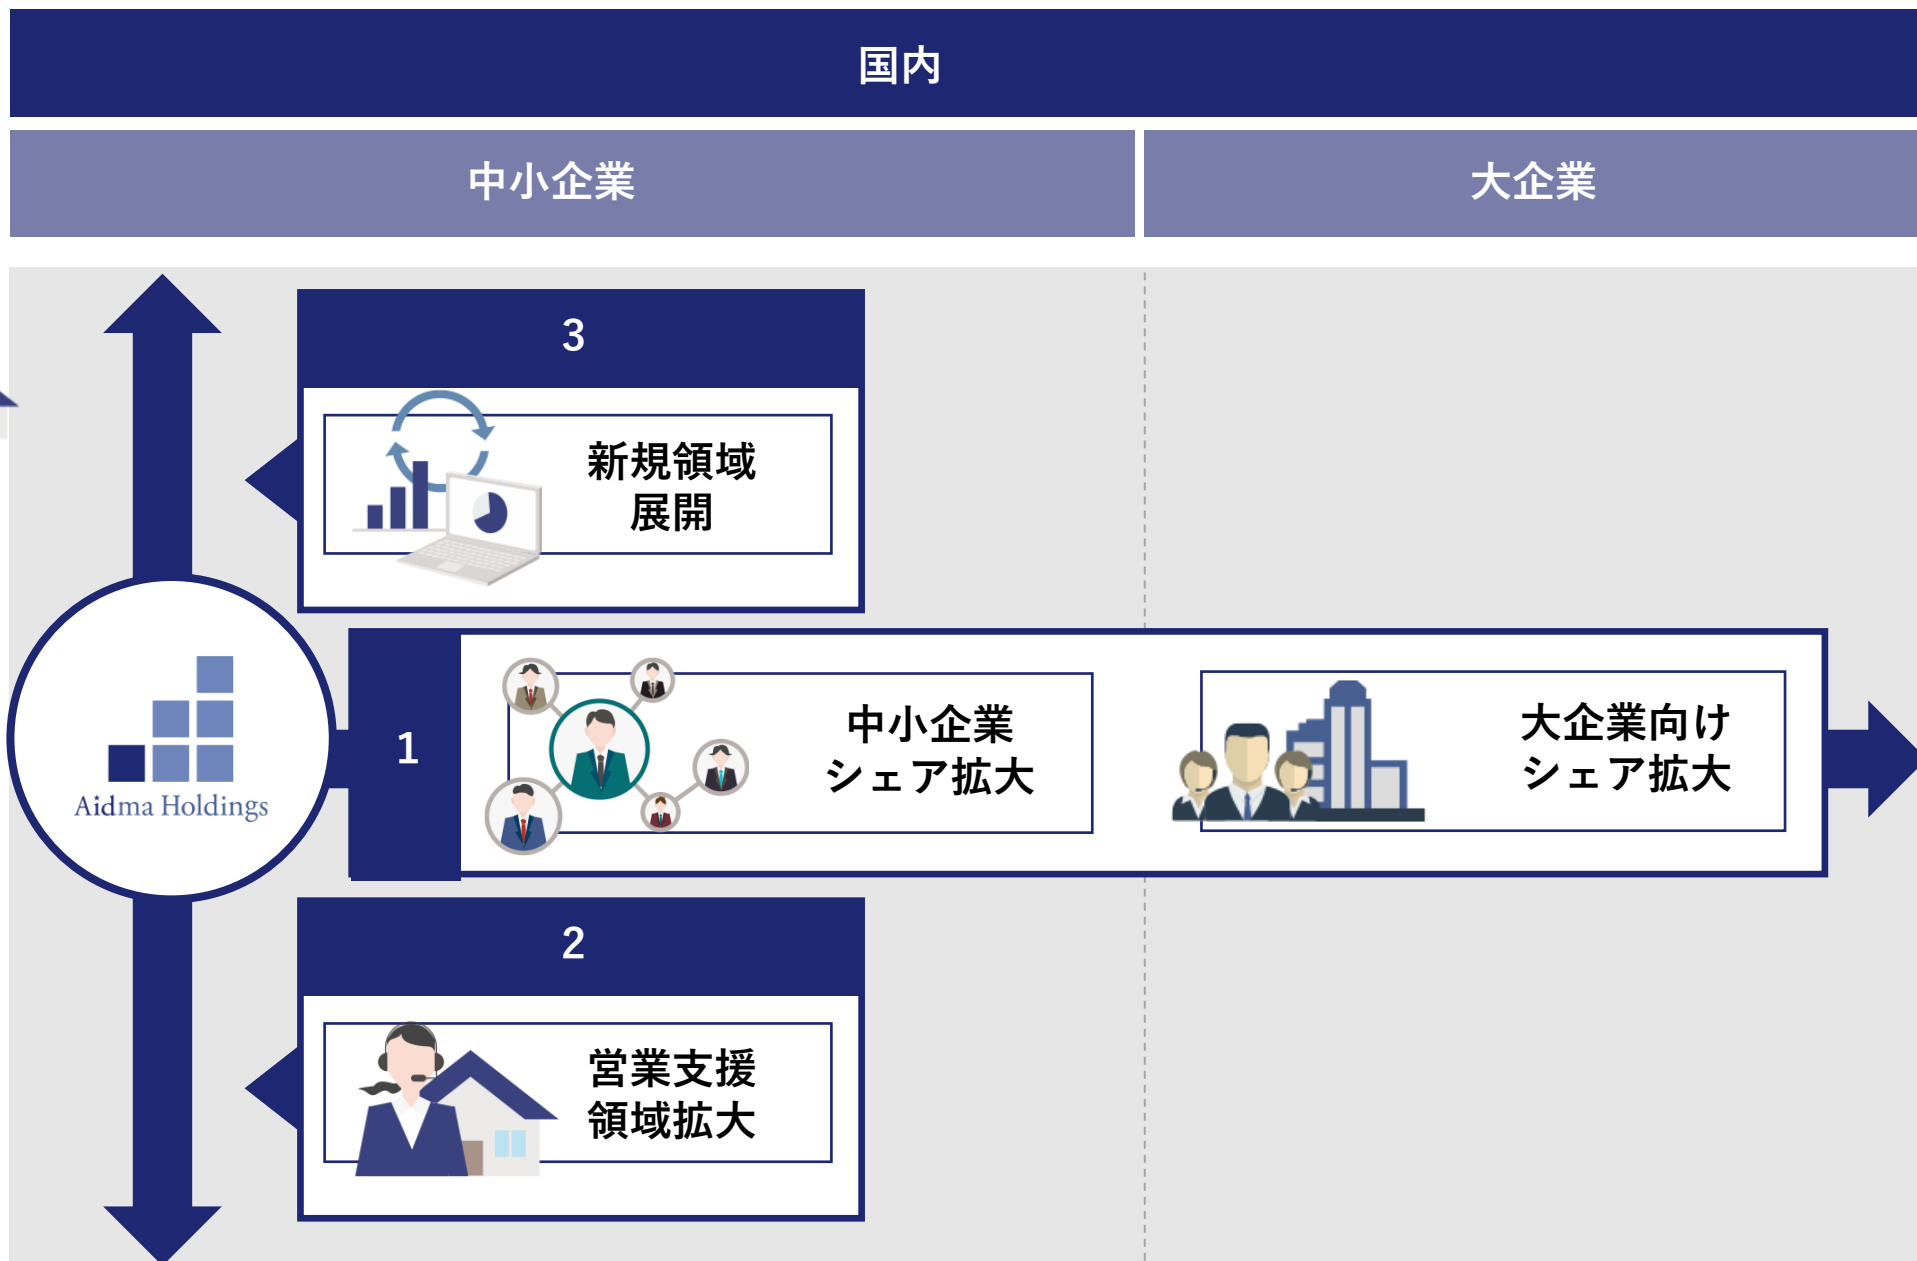 国内
中小企業
大企業
3
新規領域
展開
Aidma Holdings
1
中小企業
シェア拡大
大企業向け
シェア拡大
2
営業支援
領域拡大